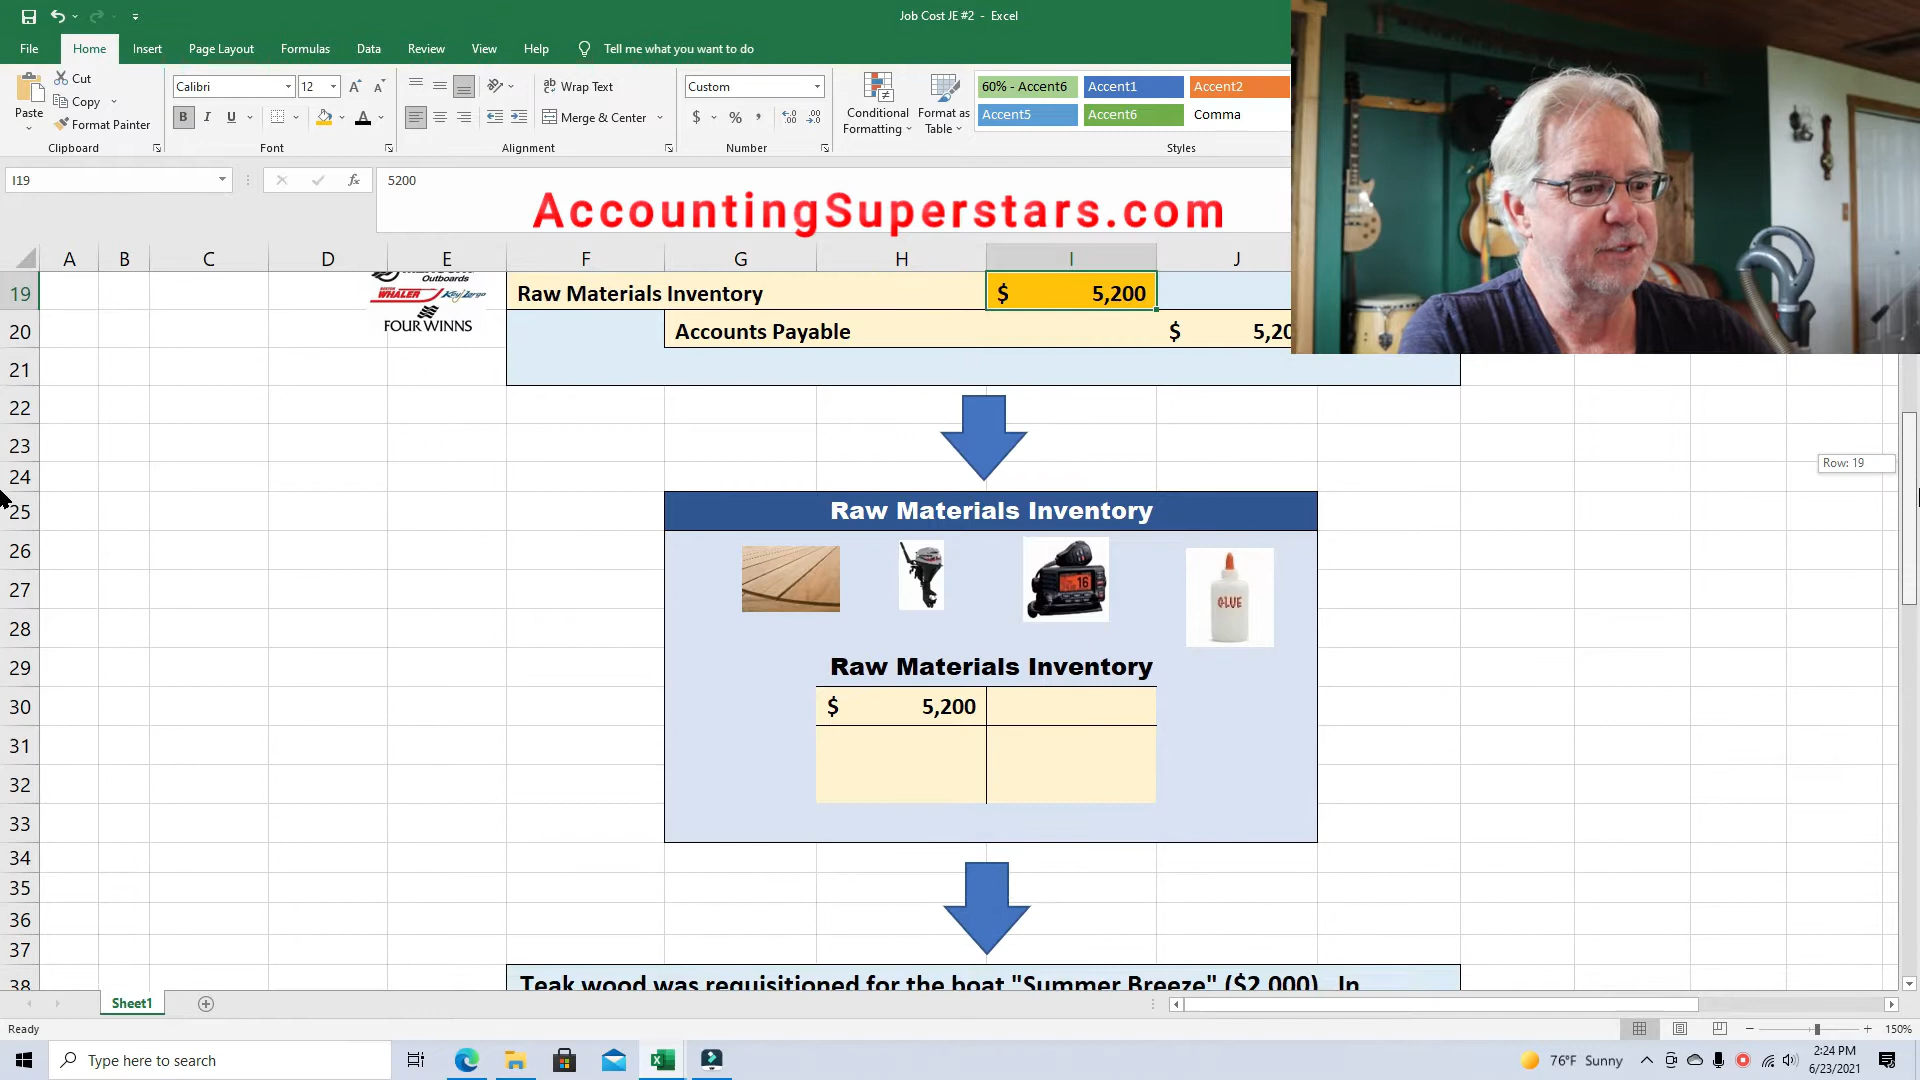 Job Cost JE #2 - Excel
File Home Insert Page Layout Formulas Data Review View Help Tell me what you want to do
Paste Cut Copy Format Painter
Clipboard
Calibri 12
B I U
Font
Wrap Text
Merge & Center
Alignment
Custom
$ % ,
Number
Conditional Formatting
Format as Table
60% - Accent6 Accent1 Accent2
Accent5 Accent6 Comma
Styles
I19 fx 5200
AccountingSuperstars.com
A B C D E F G H I J
19 Raw Materials Inventory $ 5,200
Outboards
WHALER Key Largo
FOUR WINNS
20 Accounts Payable $
21
22
23
24
Row: 19
25 Raw Materials Inventory
26
16
27
GLUE
28
29 Raw Materials Inventory
30 $ 5,200
31
32
33
34
35
36
37
38 Teak wood was requisitioned for the boat "Summer Breeze" ($2,000). In
Sheet1
Ready
150%
Type here to search
76°F Sunny
2:24 PM
6/23/2021